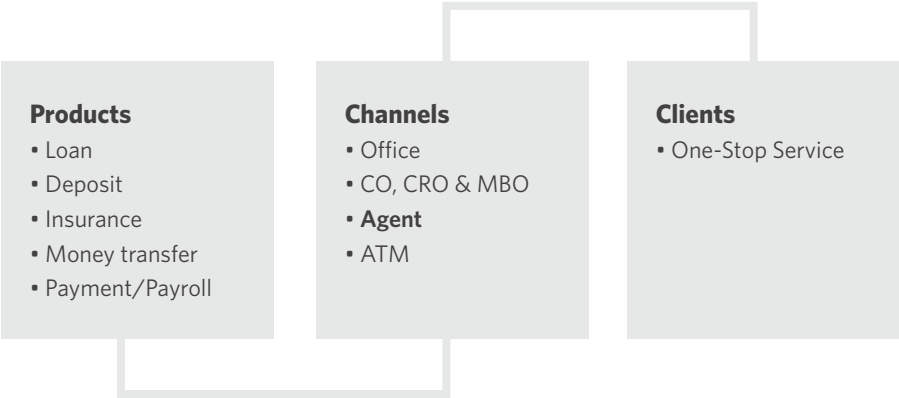 Products
• Loan
• Deposit
• Insurance
• Money transfer
• Payment/Payroll
Channels
• Office
• CO, CRO & MBO
• Agent
• ATM
Clients
• One-Stop Service